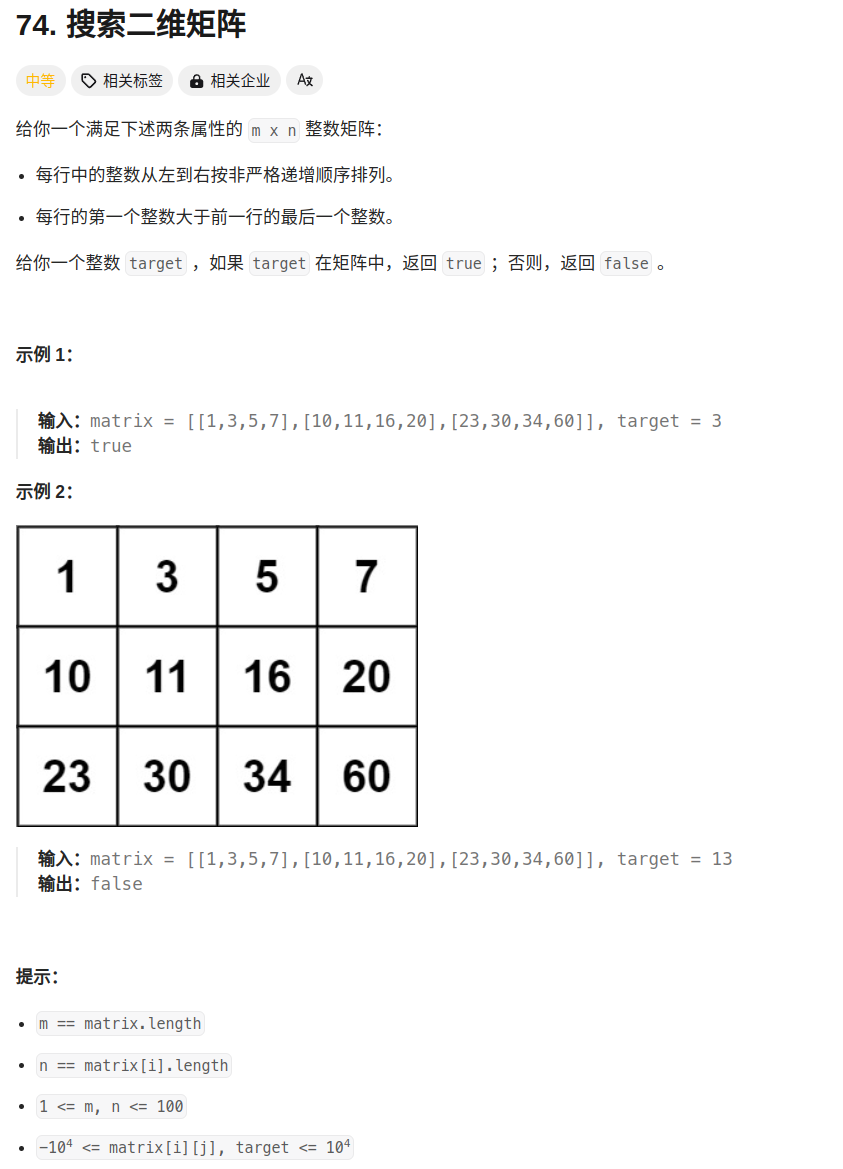 74. 搜索二维矩阵
中等 相关标签 相关企业
给你一个满足下述两条属性的 m x n 整数矩阵：
每行中的整数从左到右按非严格递增顺序排列。
每行的第一个整数大于前一行的最后一个整数。
给你一个整数 target ，如果 target 在矩阵中，返回 true ；否则，返回 false 。
示例 1：
输入：matrix = [[1,3,5,7],[10,11,16,20],[23,30,34,60]], target = 3
输出：true
示例 2：
1 3 5 7
10 11 16 20
23 30 34 60
输入：matrix = [[1,3,5,7],[10,11,16,20],[23,30,34,60]], target = 13
输出：false
提示：
m == matrix.length
n == matrix[i].length
1 <= m, n <= 100
-10⁴ <= matrix[i][j], target <= 10⁴